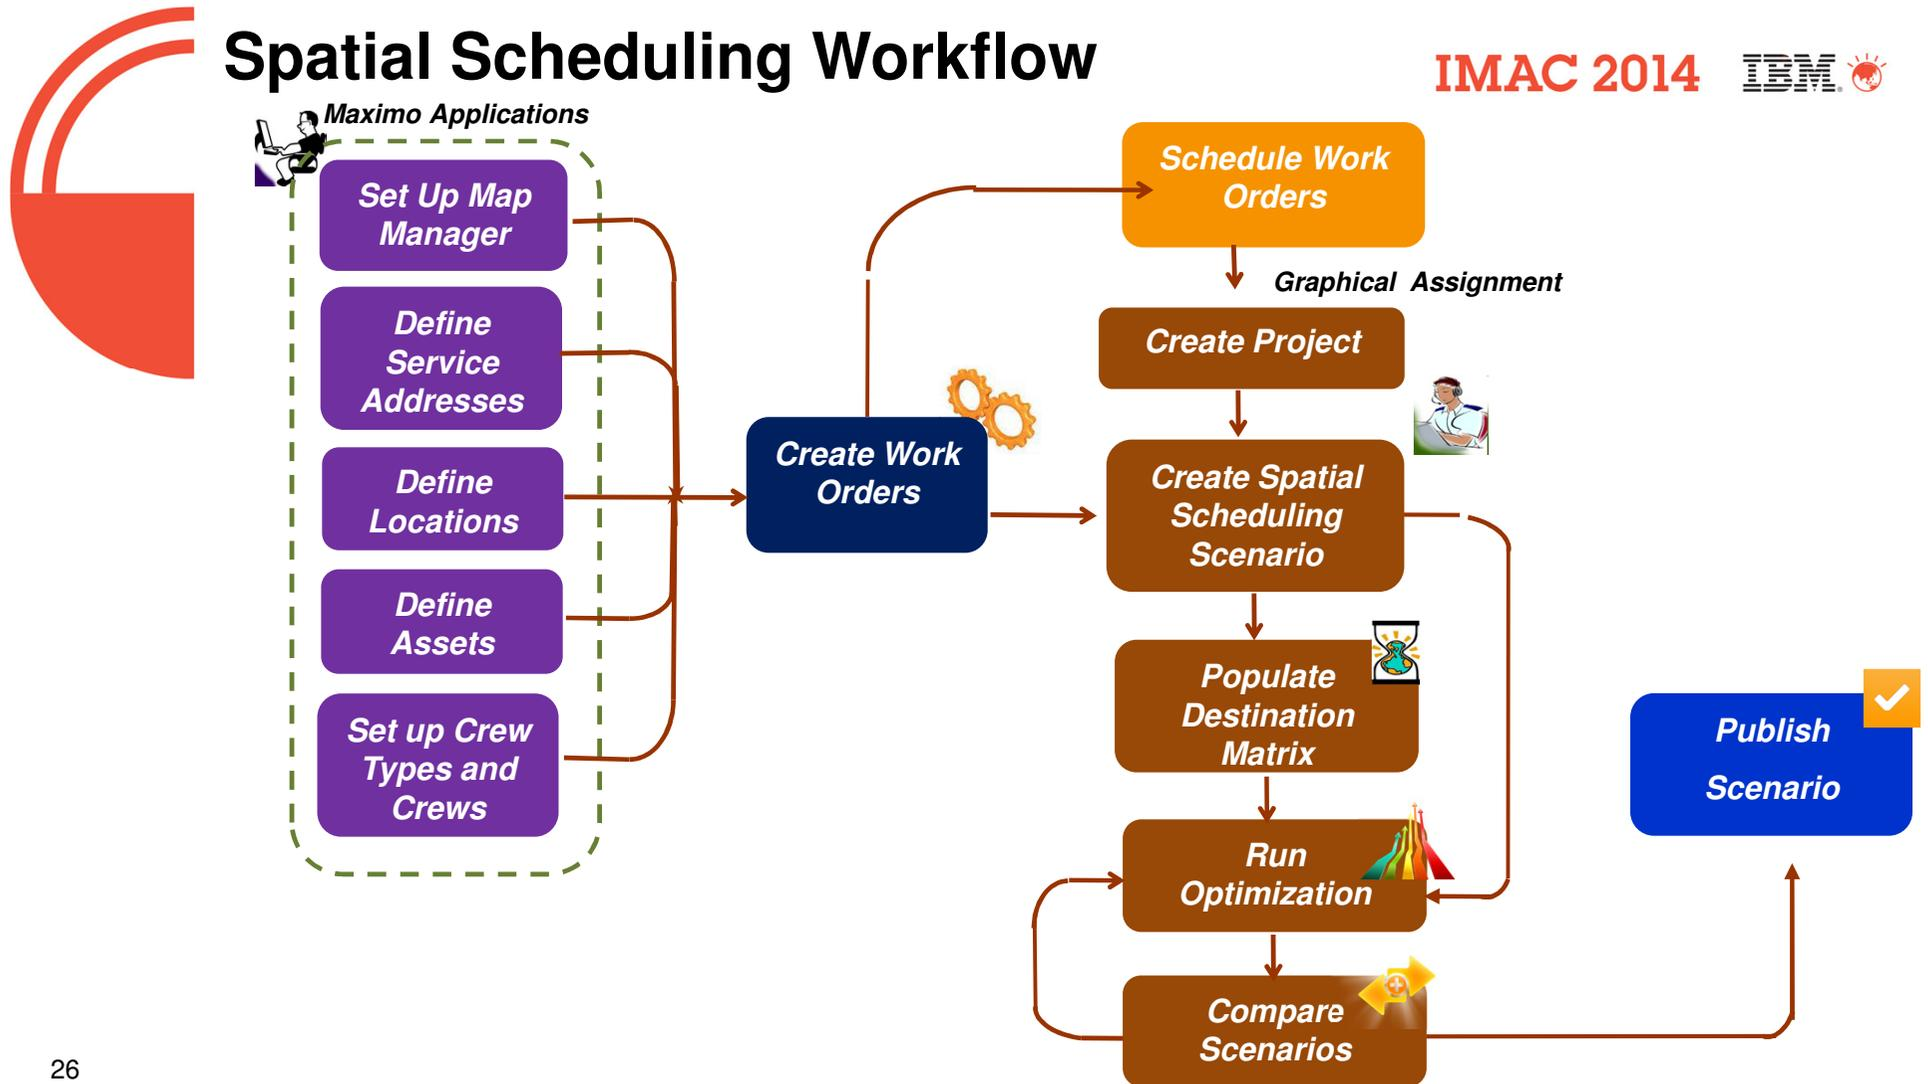 Spatial Scheduling Workflow
IMAC 2014 IBM
Maximo Applications
Set Up Map
Manager
Define
Service
Addresses
Define
Locations
Define
Assets
Set up Crew
Types and
Crews
Create Work
Orders
Schedule Work
Orders
Graphical Assignment
Create Project
Create Spatial
Scheduling
Scenario
Populate
Destination
Matrix
Run
Optimization
Compare
Scenarios
Publish
Scenario
26